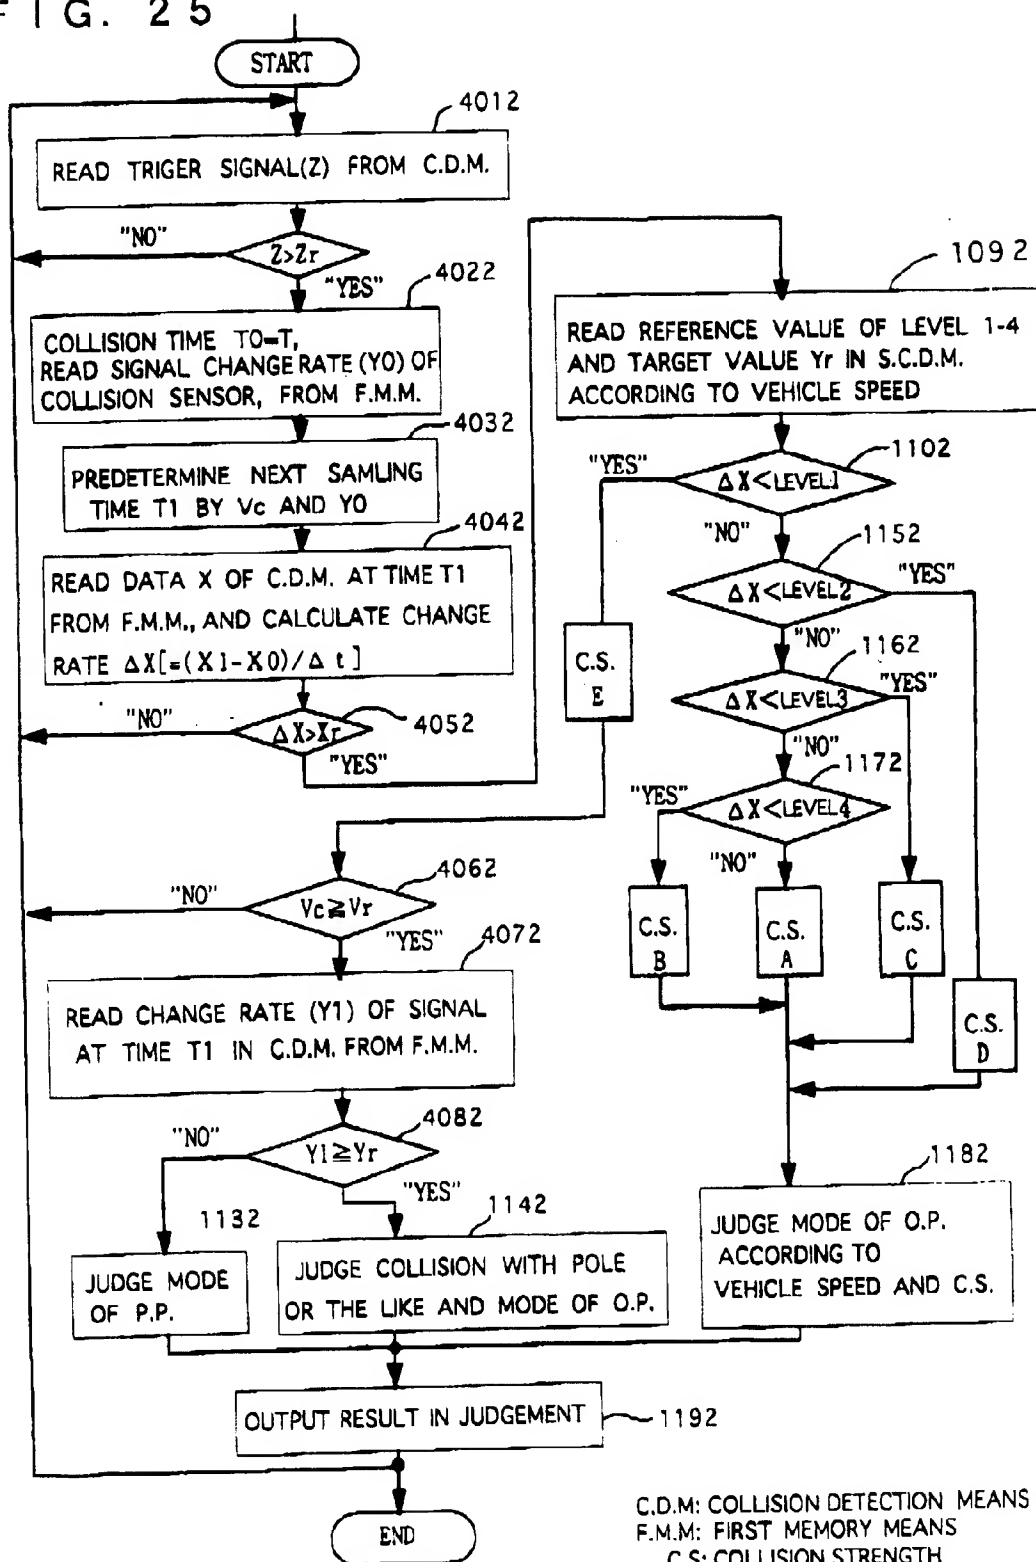 FIG. 25
START
4012
READ TRIGER SIGNAL(Z) FROM C.D.M.
"NO"
Z>Zr
"YES"
4022
COLLISION TIME TO=T,
READ SIGNAL CHANGE RATE (YO) OF
COLLISION SENSOR, FROM F.M.M.
4032
PREDETERMINE NEXT SAMLING
TIME T1 BY Vc AND YO
4042
READ DATA X OF C.D.M. AT TIME T1
FROM F.M.M., AND CALCULATE CHANGE
RATE ΔX[=(X1-X0)/Δt]
"NO"
ΔX>Xr
4052
"YES"
1092
READ REFERENCE VALUE OF LEVEL 1-4
AND TARGET VALUE Yr IN S.C.D.M.
ACCORDING TO VEHICLE SPEED
1102
"YES"
ΔX<LEVEL1
"NO"
1152
ΔX<LEVEL2
"YES"
"NO"
1162
C.S.
E
ΔX<LEVEL3
"YES"
"NO"
1172
"YES"
ΔX<LEVEL4
"NO"
C.S.
B
C.S.
A
C.S.
C
C.S.
D
4062
"NO"
Vc≧Vr
"YES"
4072
READ CHANGE RATE (Y1) OF SIGNAL
AT TIME T1 IN C.D.M. FROM F.M.M.
4082
"NO"
Y1≧Yr
"YES"
1132
JUDGE MODE
OF P.P.
1142
JUDGE COLLISION WITH POLE
OR THE LIKE AND MODE OF O.P.
1182
JUDGE MODE OF O.P.
ACCORDING TO
VEHICLE SPEED AND C.S.
OUTPUT RESULT IN JUDGEMENT
1192
END
C.D.M: COLLISION DETECTION MEANS
F.M.M: FIRST MEMORY MEANS
C.S: COLLISION STRENGTH